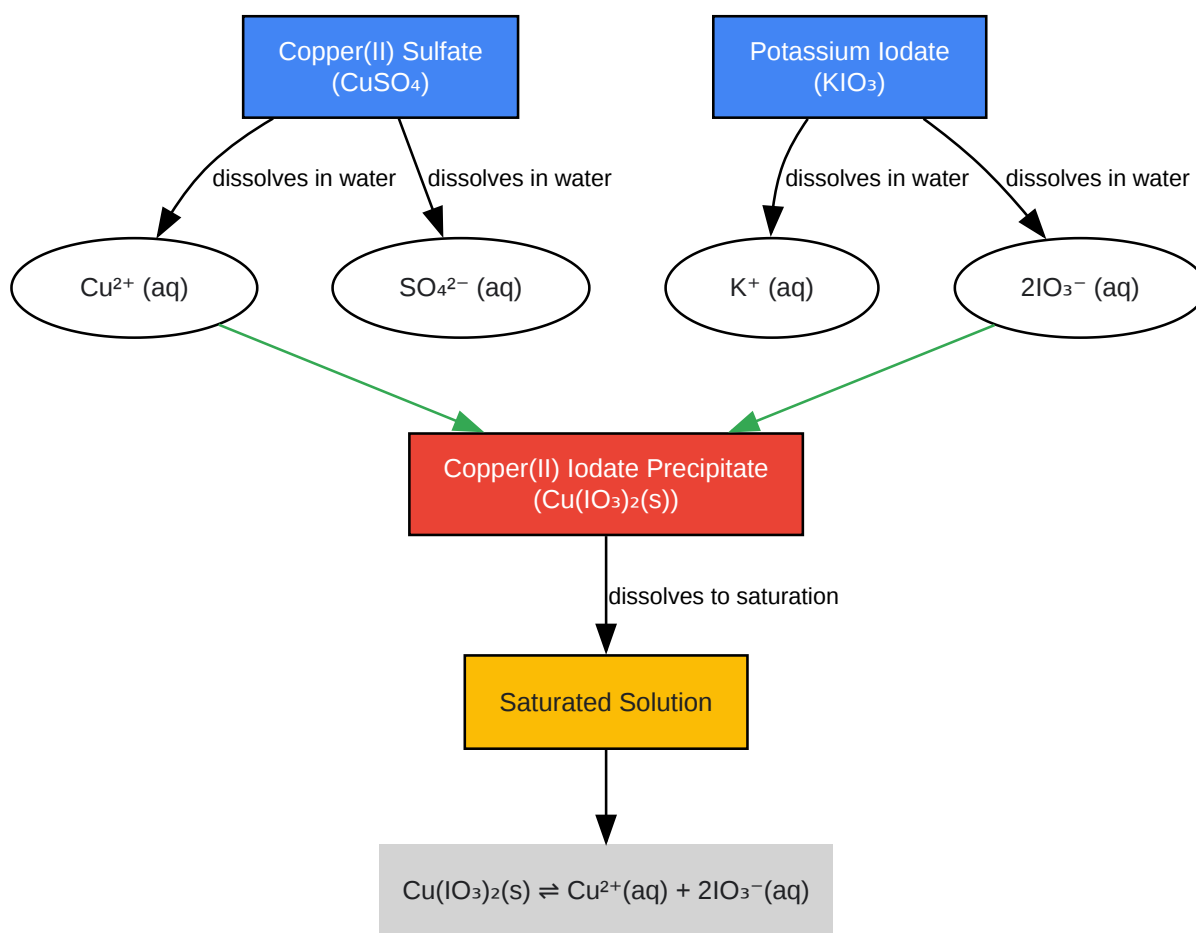 Copper(II) Sulfate
(CuSO₄)
Potassium Iodate
(KIO₃)
dissolves in water
dissolves in water
dissolves in water
dissolves in water
Cu²⁺ (aq)
SO₄²⁻ (aq)
K⁺ (aq)
2IO₃⁻ (aq)
Copper(II) Iodate Precipitate
(Cu(IO₃)₂(s))
dissolves to saturation
Saturated Solution
Cu(IO₃)₂(s) ⇌ Cu²⁺(aq) + 2IO₃⁻(aq)